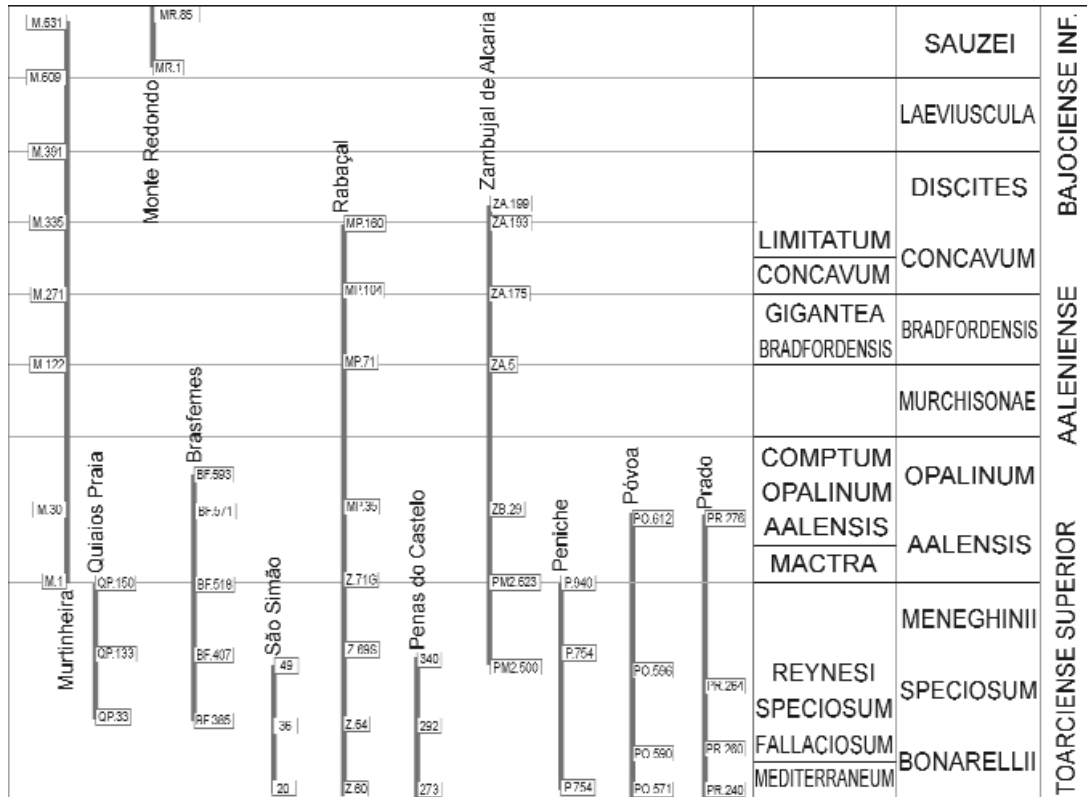 M.631
MR.85
SAUZEI
BAJOCIENSE INF.
MR.1
M.609
Monte Redondo
Zambujal de Alcaria
LAEVIUSCULA
M.391
Rabaçal
ZA.199
DISCITES
M.335
MP.160
ZA.193
LIMITATUM
CONCAVUM
CONCAVUM
M.271
MP.104
ZA.175
GIGANTEA
BRADFORDENSIS
BRADFORDENSIS
AALENIENSE
M.122
MP.71
ZA.5
Brasfemes
MURCHISONAE
BF.593
COMPTUM
OPALINUM
OPALINUM
Quiaios Praia
Póvoa
Prado
M.30
BF.571
MP.35
ZB.29
PO.612
PR.276
AALENSIS
AALENSIS
MACTRA
Penas do Castelo
Peniche
M.1
QP.150
BF.518
Z.71G
PM2.623
P.940
Murtinheira
São Simão
MENEGHINII
TOARCIENSE SUPERIOR
QP.133
BF.407
49
Z.69S
340
PM2.500
P.754
PO.596
PR.264
REYNESI
SPECIOSUM
SPECIOSUM
QP.33
BF.385
36
Z.64
292
FALLACIOSUM
PO.590
PR.260
BONARELLII
MEDITERRANEUM
20
Z.60
273
P.754
PO.571
PR.240